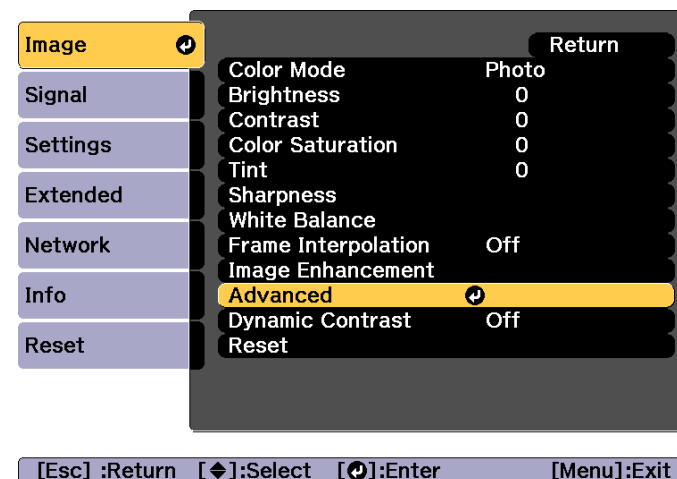 Image
Signal
Settings
Extended
Network
Info
Reset
Return
Color Mode Photo
Brightness 0
Contrast 0
Color Saturation 0
Tint 0
Sharpness
White Balance
Frame Interpolation Off
Image Enhancement
Advanced
Dynamic Contrast Off
Reset
[Esc] :Return [◆]:Select [↵]:Enter [Menu]:Exit